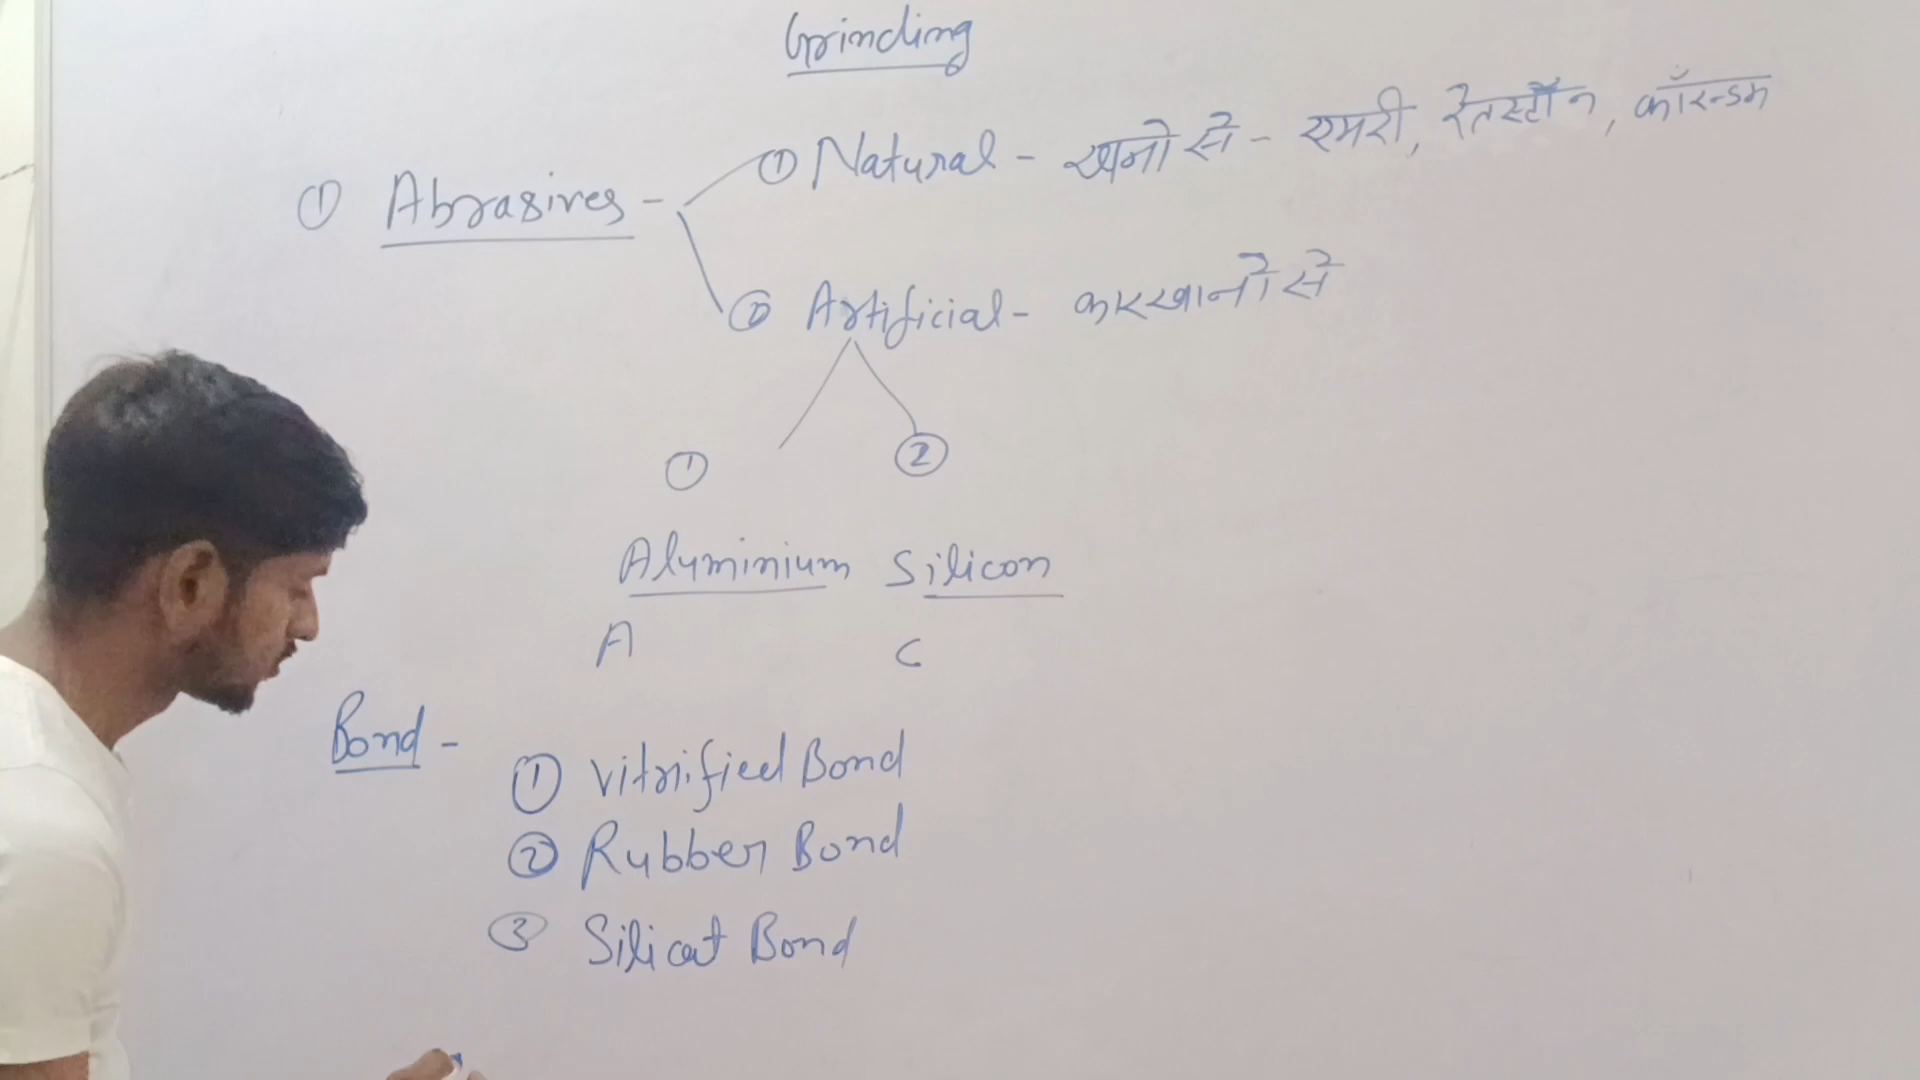 Grinding
① Abrasives - ① Natural - खानो से - एमरी, रेतस्टोन, कॉरन्डम
② Artificial - कारखानो से
① ②
Aluminium Silicon
A C
Bond -
① Vitrified Bond
② Rubber Bond
③ Silicat Bond